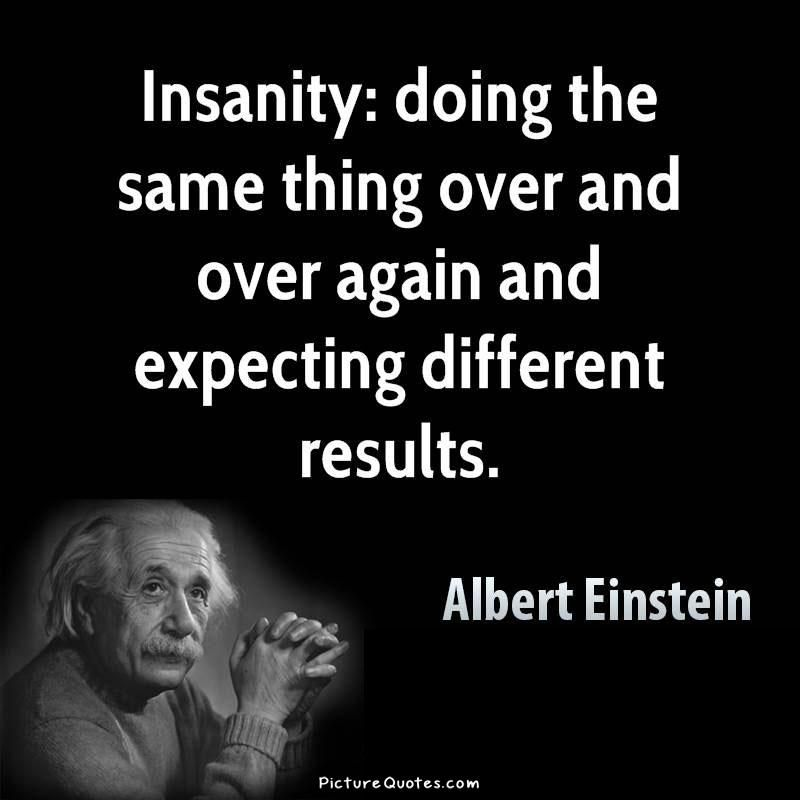 Insanity: doing the
same thing over and
over again and
expecting different
results.
Albert Einstein
PictureQuotes.com